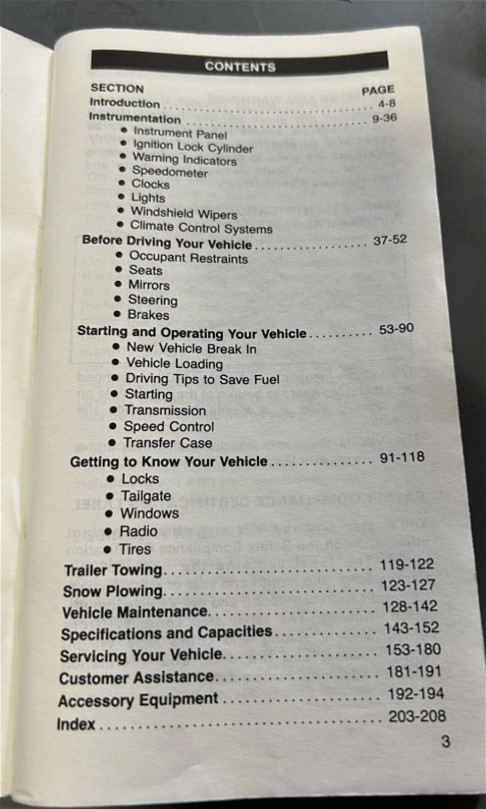 CONTENTS
SECTION PAGE
Introduction . . . . . . . . . . . . . . . . . . . . . . . . . . . . . . . . 4-8
Instrumentation . . . . . . . . . . . . . . . . . . . . . . . . . . . . 9-36
• Instrument Panel
• Ignition Lock Cylinder
• Warning Indicators
• Speedometer
• Clocks
• Lights
• Windshield Wipers
• Climate Control Systems
Before Driving Your Vehicle . . . . . . . . . . . . . . . . . 37-52
• Occupant Restraints
• Seats
• Mirrors
• Steering
• Brakes
Starting and Operating Your Vehicle . . . . . . . . . . 53-90
• New Vehicle Break In
• Vehicle Loading
• Driving Tips to Save Fuel
• Starting
• Transmission
• Speed Control
• Transfer Case
Getting to Know Your Vehicle . . . . . . . . . . . . . . . 91-118
• Locks
• Tailgate
• Windows
• Radio
• Tires
Trailer Towing . . . . . . . . . . . . . . . . . . . . . . . . . . . . 119-122
Snow Plowing . . . . . . . . . . . . . . . . . . . . . . . . . . . . 123-127
Vehicle Maintenance . . . . . . . . . . . . . . . . . . . . . . 128-142
Specifications and Capacities . . . . . . . . . . . . . . 143-152
Servicing Your Vehicle . . . . . . . . . . . . . . . . . . . . 153-180
Customer Assistance . . . . . . . . . . . . . . . . . . . . . 181-191
Accessory Equipment . . . . . . . . . . . . . . . . . . . . 192-194
Index . . . . . . . . . . . . . . . . . . . . . . . . . . . . . . . . . . . 203-208
3